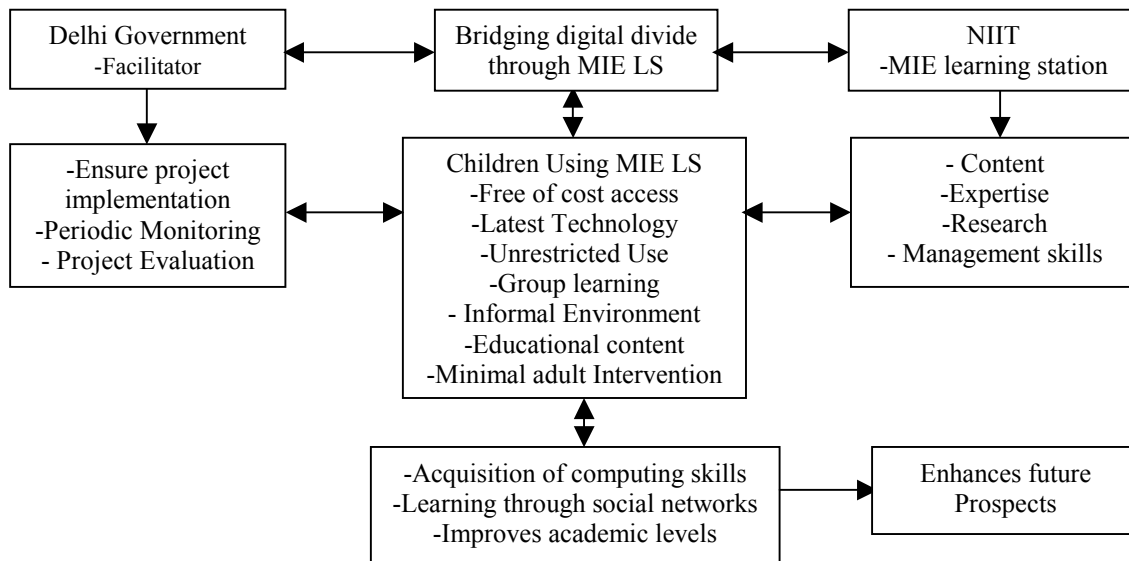 Delhi Government
-Facilitator
Bridging digital divide
through MIE LS
NIIT
-MIE learning station
-Ensure project
implementation
-Periodic Monitoring
- Project Evaluation
Children Using MIE LS
-Free of cost access
-Latest Technology
-Unrestricted Use
-Group learning
- Informal Environment
-Educational content
-Minimal adult Intervention
- Content
-Expertise
-Research
- Management skills
-Acquisition of computing skills
-Learning through social networks
-Improves academic levels
Enhances future
Prospects